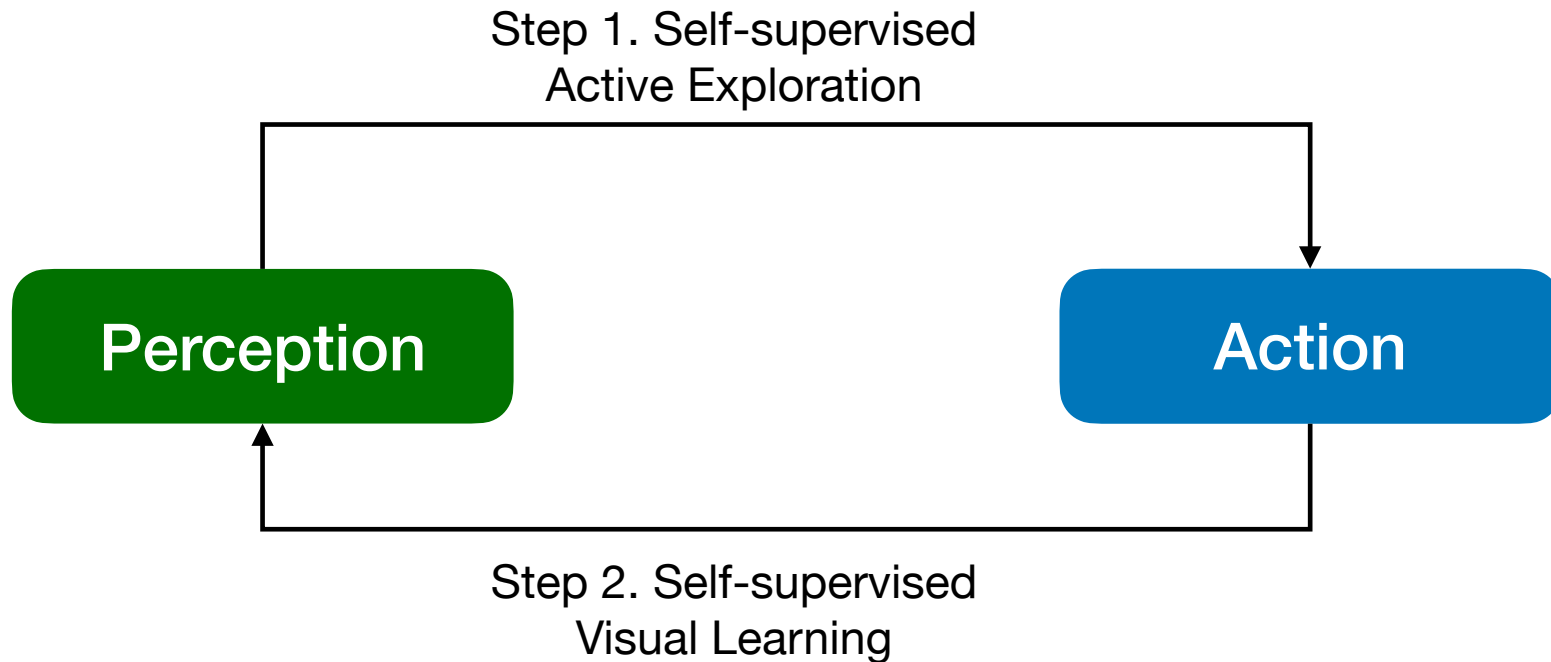 Step 1. Self-supervised
Active Exploration
Perception
Action
Step 2. Self-supervised
Visual Learning